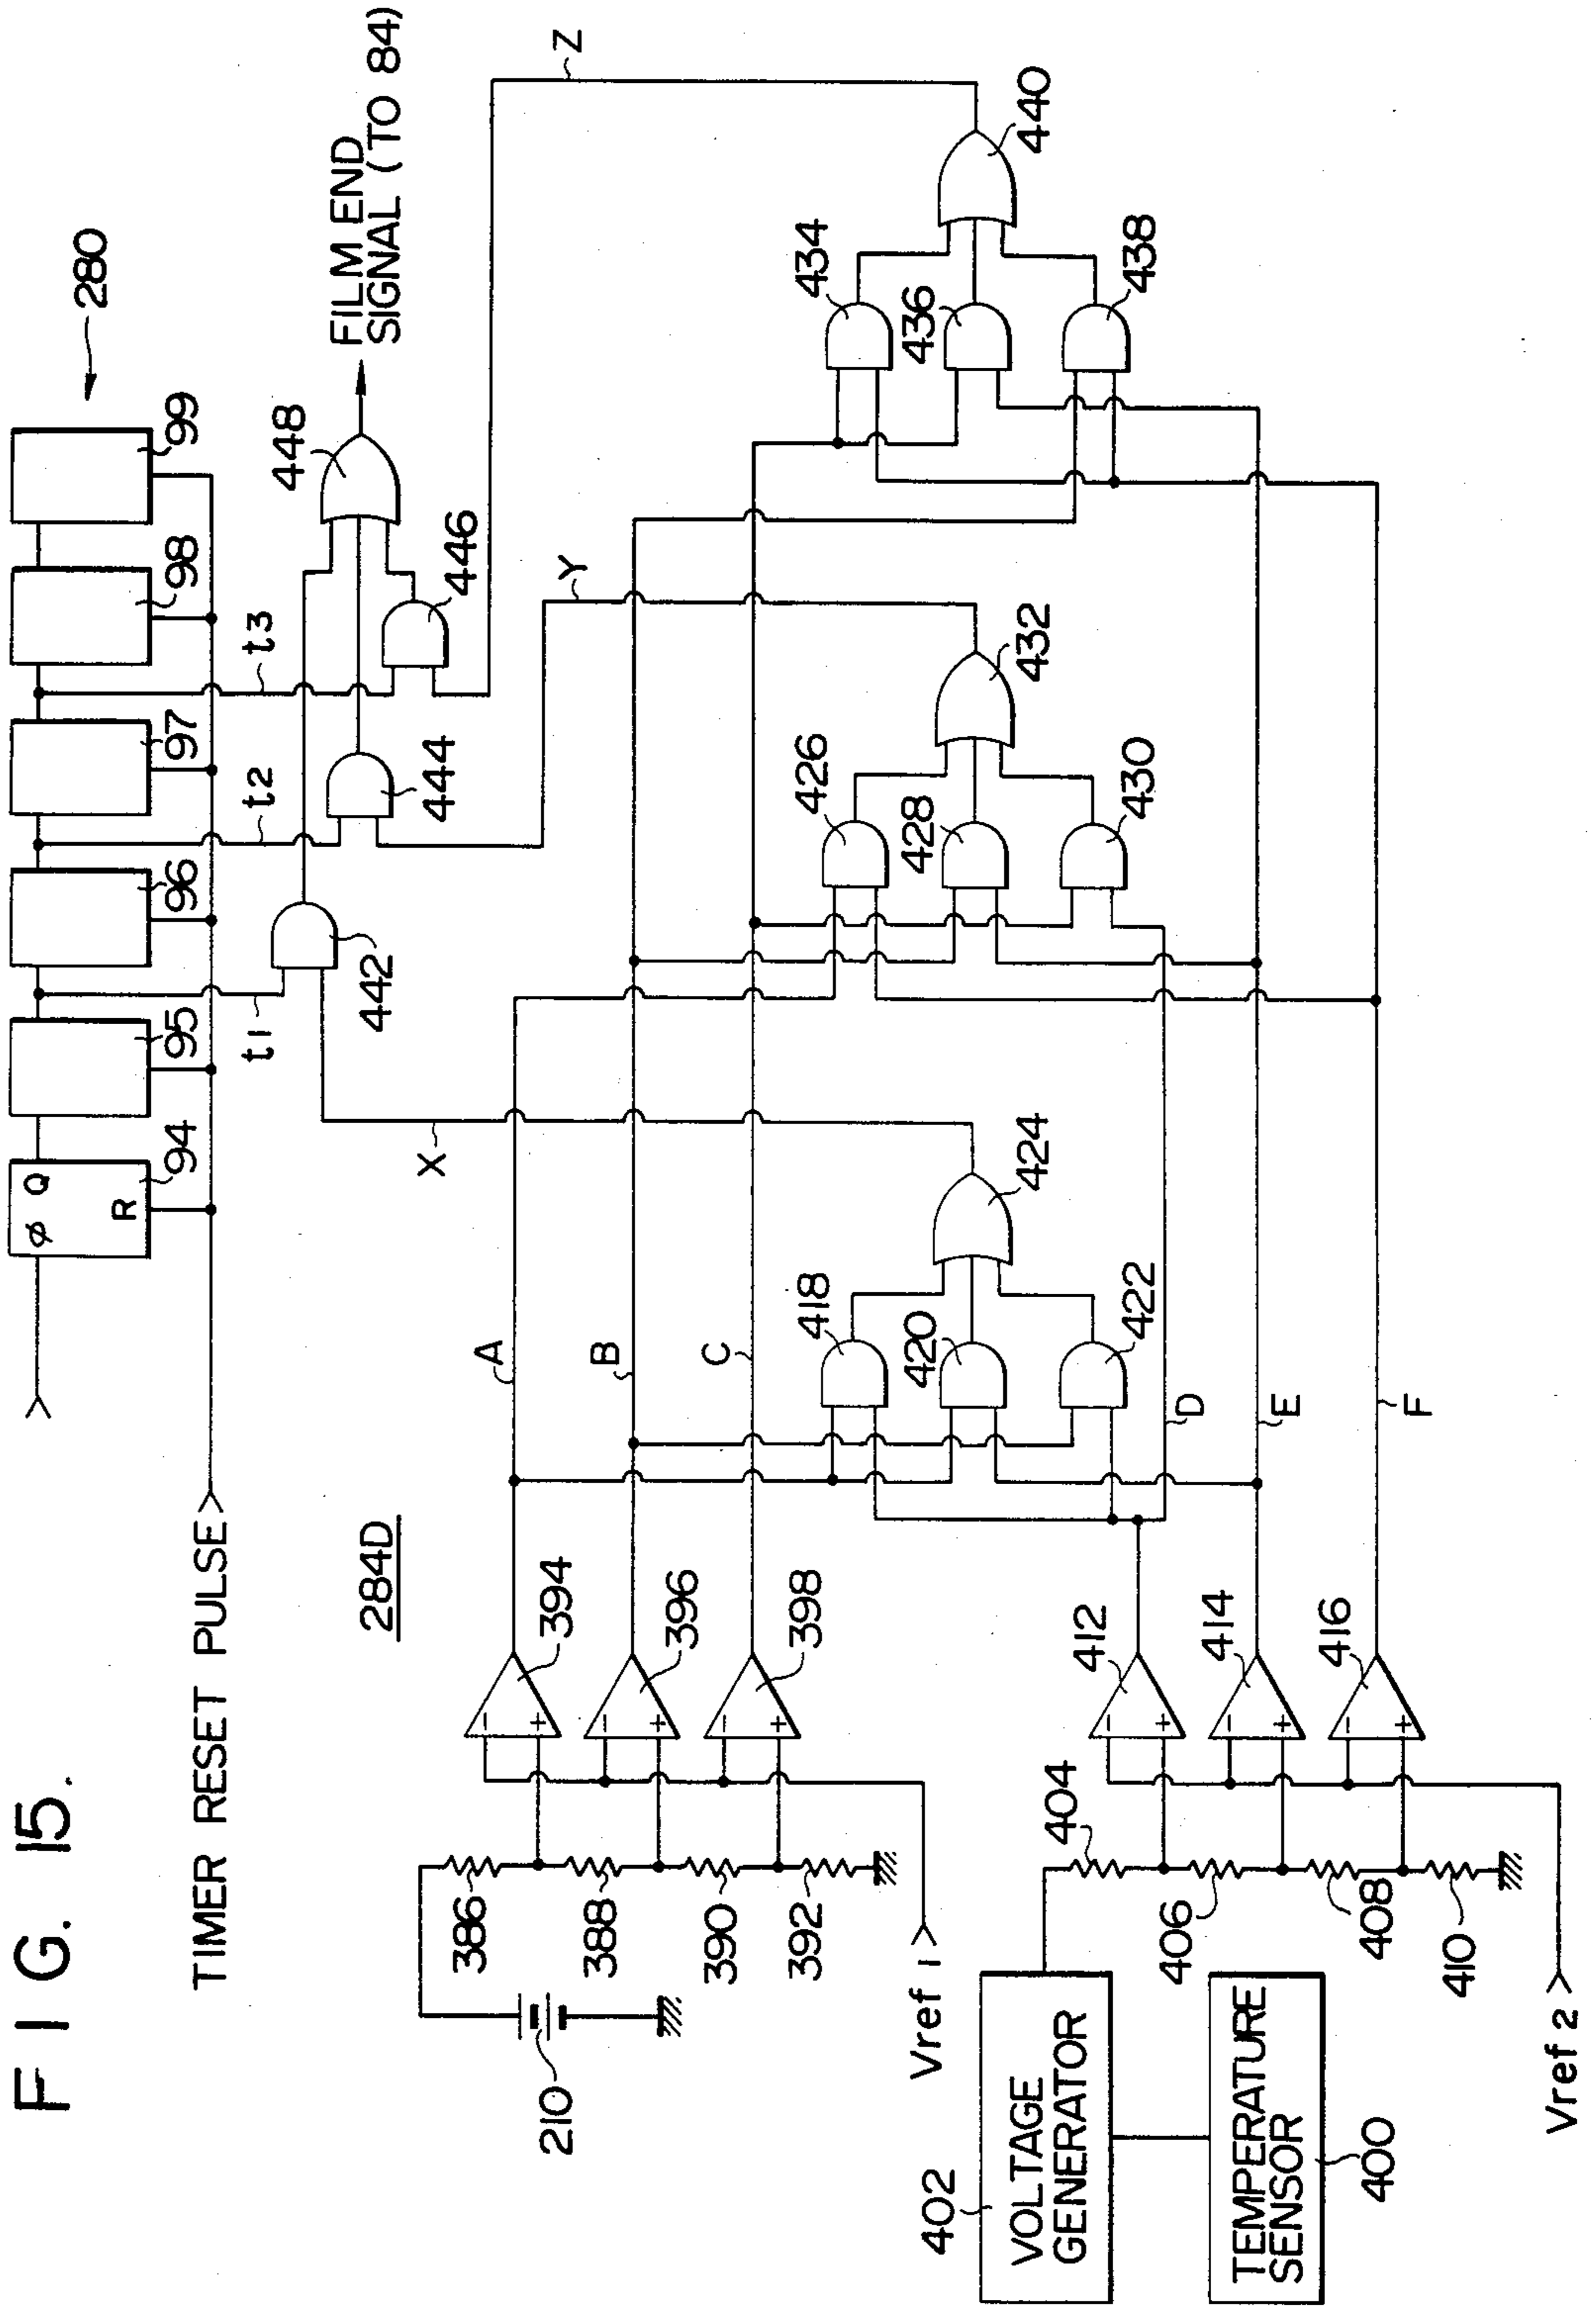 F I G. 15.
TIMER RESET PULSE
φ Q
R
94
95
96
97
98
99
280
t1
t2
t3
FILM END
SIGNAL (TO 84)
448
442
444
446
284D
X
Y
Z
A
B
C
D
E
F
210
386
388
390
392
394
396
398
- +
- +
- +
Vref 1
418
420
422
424
426
428
430
432
434
436
438
440
402
VOLTAGE
GENERATOR
TEMPERATURE
SENSOR
400
404
406
408
410
412
414
416
- +
- +
- +
Vref 2